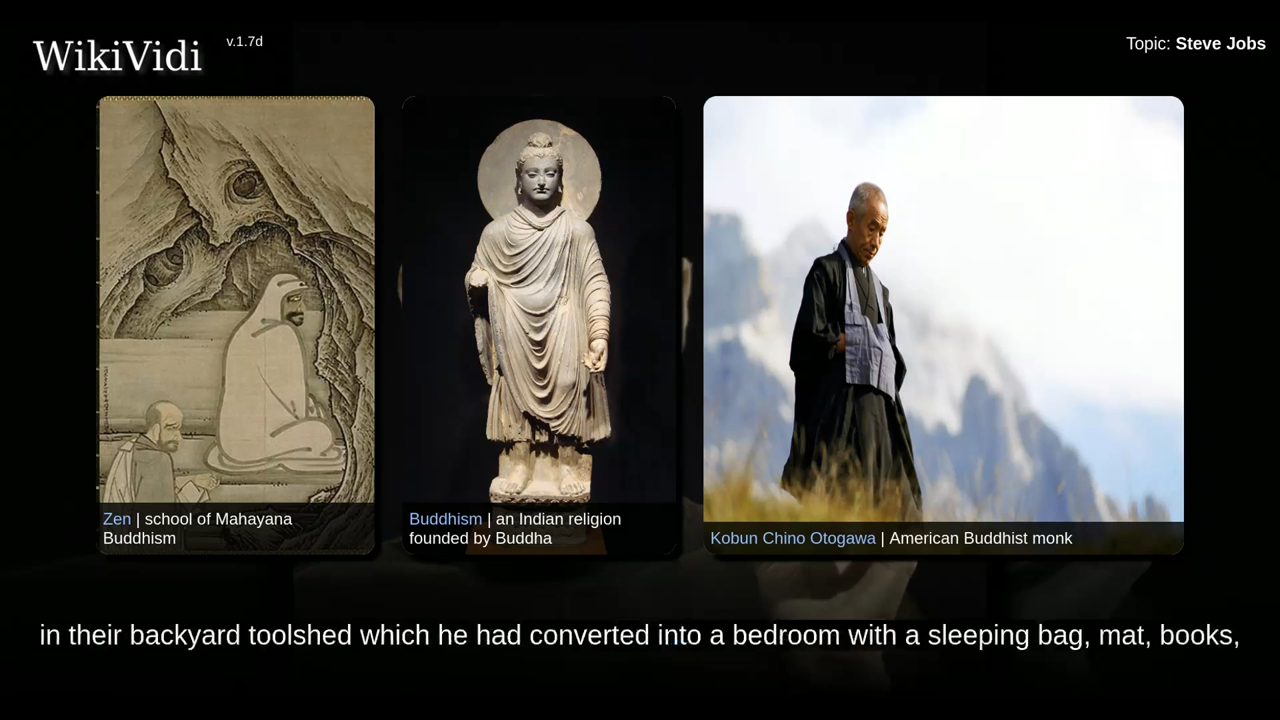 WikiVidi
v.1.7d
Topic: Steve Jobs
Zen | school of Mahayana
Buddhism
Buddhism | an Indian religion
founded by Buddha
Kobun Chino Otogawa | American Buddhist monk
in their backyard toolshed which he had converted into a bedroom with a sleeping bag, mat, books,